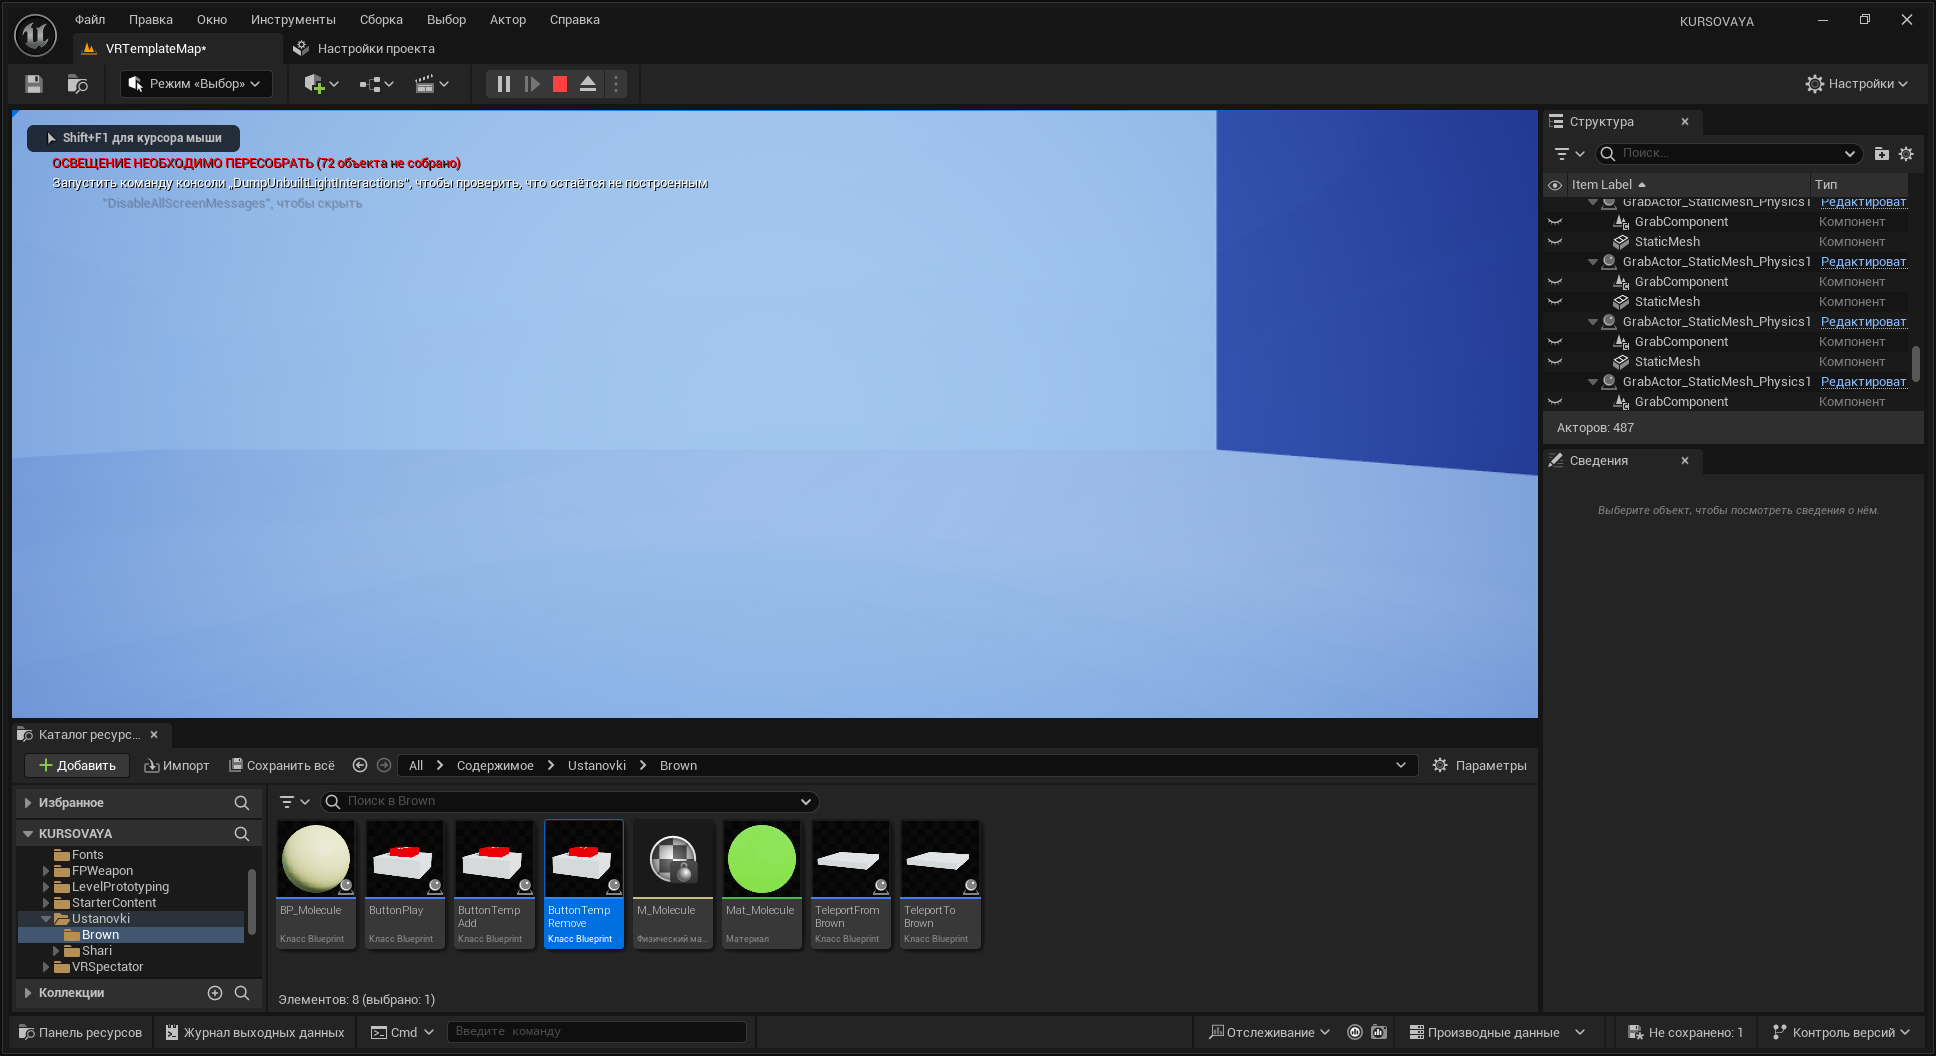 Файл Правка Окно Инструменты Сборка Выбор Актор Справка
KURSOVAYA
VRTemplateMap*
Настройки проекта
Режим «Выбор»
Настройки
Shift+F1 для курсора мыши
ОСВЕЩЕНИЕ НЕОБХОДИМО ПЕРЕСОБРАТЬ (72 объекта не собрано)
Запустить команду консоли „DumpUnbuiltLightInteractions", чтобы проверить, что остаётся не построенным
"DisableAllScreenMessages", чтобы скрыть
Структура
Поиск...
Item Label Тип
GrabActor_StaticMesh_Physics1 Редактироват
GrabComponent Компонент
StaticMesh Компонент
GrabActor_StaticMesh_Physics1 Редактироват
GrabComponent Компонент
StaticMesh Компонент
GrabActor_StaticMesh_Physics1 Редактироват
GrabComponent Компонент
StaticMesh Компонент
GrabActor_StaticMesh_Physics1 Редактироват
GrabComponent Компонент
Акторов: 487
Сведения
Выберите объект, чтобы посмотреть сведения о нём.
Каталог ресурс...
Добавить Импорт Сохранить всё All Содержимое Ustanovki Brown Параметры
Избранное
Поиск в Brown
KURSOVAYA
Fonts
FPWeapon
LevelPrototyping
StarterContent
Ustanovki
Brown
Shari
VRSpectator
Коллекции
BP_Molecule
Класс Blueprint
ButtonPlay
Класс Blueprint
ButtonTemp
Add
Класс Blueprint
ButtonTemp
Remove
Класс Blueprint
M_Molecule
Физический ма...
Mat_Molecule
Материал
TeleportFrom
Brown
Класс Blueprint
TeleportTo
Brown
Класс Blueprint
Элементов: 8 (выбрано: 1)
Панель ресурсов Журнал выходных данных Cmd Введите команду Отслеживание Производные данные Не сохранено: 1 Контроль версий